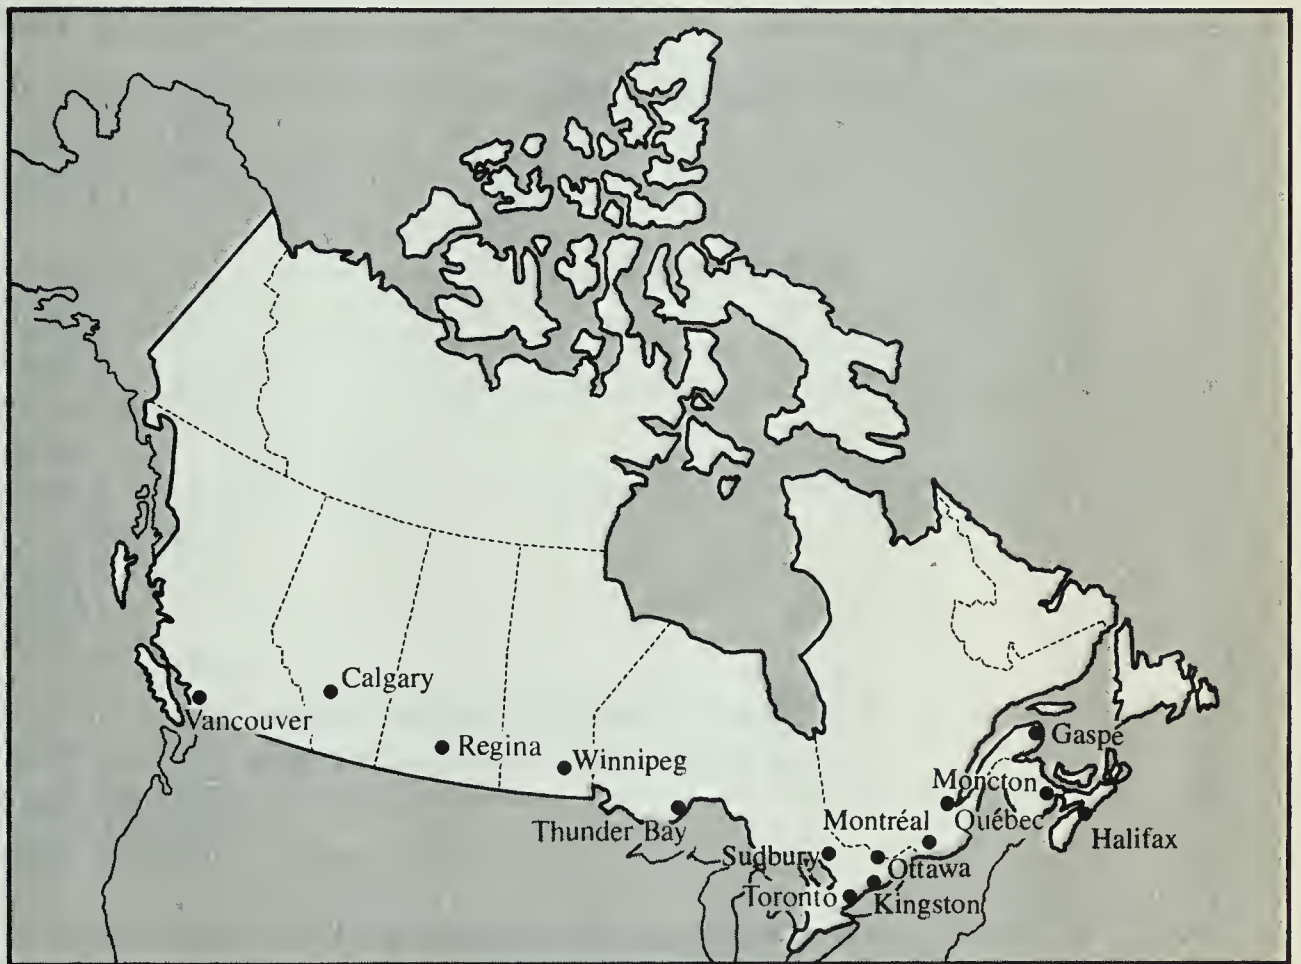 Calgary
Vancouver
Regina
Winnipeg
Gaspé
Moncton
Thunder Bay
Montréal
Québec
Halifax
Sudbury
Ottawa
Toronto
Kingston